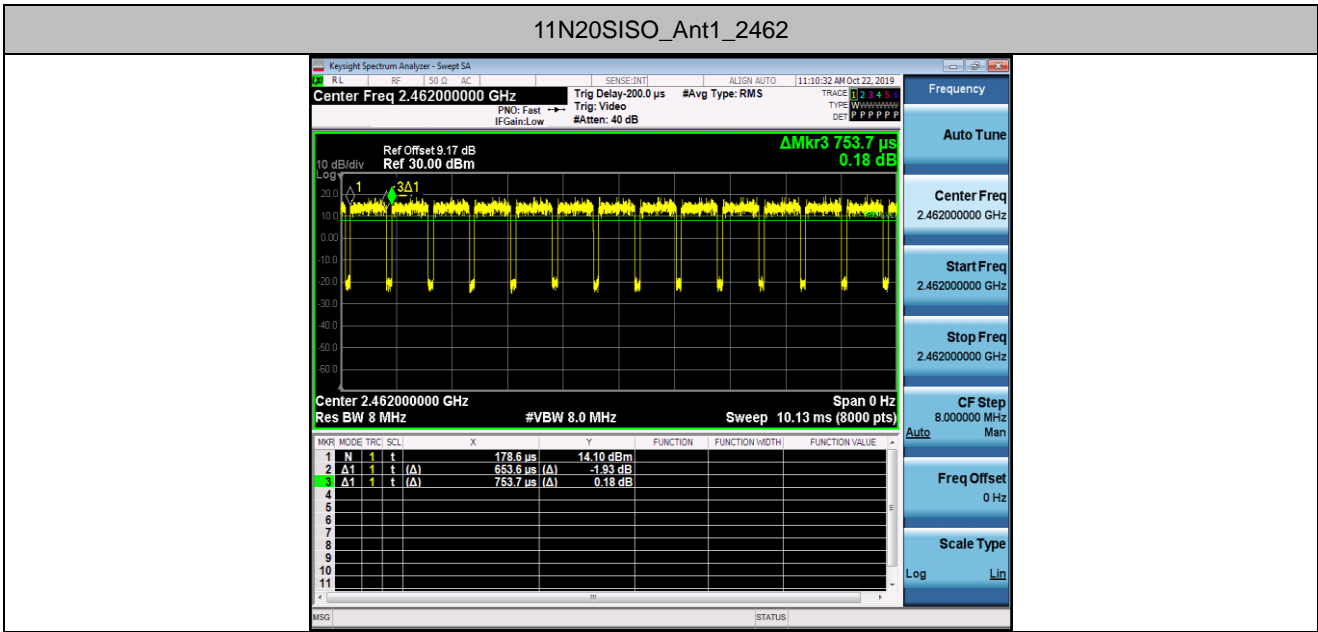 11N20SISO_Ant1_2462
Keysight Spectrum Analyzer - Swept SA
RL RF 50 Ω AC SENSE:INT ALIGN AUTO 11:10:32 AM Oct 22, 2019
Center Freq 2.462000000 GHz
PNO: Fast
IFGain:Low
Trig Delay-200.0 µs
Trig: Video
#Atten: 40 dB
#Avg Type: RMS
TRACE 1 2 3 4 5 6
TYPE WWWWWW
DET P P P P P P
Frequency
ΔMkr3 753.7 µs
0.18 dB
Ref Offset 9.17 dB
10 dB/div Ref 30.00 dBm
Log
1
3Δ1
20.0
10.0
0.00
-10.0
-20.0
-30.0
-40.0
-50.0
-60.0
Center 2.462000000 GHz Span 0 Hz
Res BW 8 MHz #VBW 8.0 MHz Sweep 10.13 ms (8000 pts)
MKR MODE TRC SCL X Y FUNCTION FUNCTION WIDTH FUNCTION VALUE
1 N 1 t 178.6 µs 14.10 dBm
2 Δ1 1 t (Δ) 653.6 µs (Δ) -1.93 dB
3 Δ1 1 t (Δ) 753.7 µs (Δ) 0.18 dB
4
5
6
7
8
9
10
11
MSG STATUS
Auto Tune
Center Freq
2.462000000 GHz
Start Freq
2.462000000 GHz
Stop Freq
2.462000000 GHz
CF Step
8.000000 MHz
Auto Man
Freq Offset
0 Hz
Scale Type
Log Lin